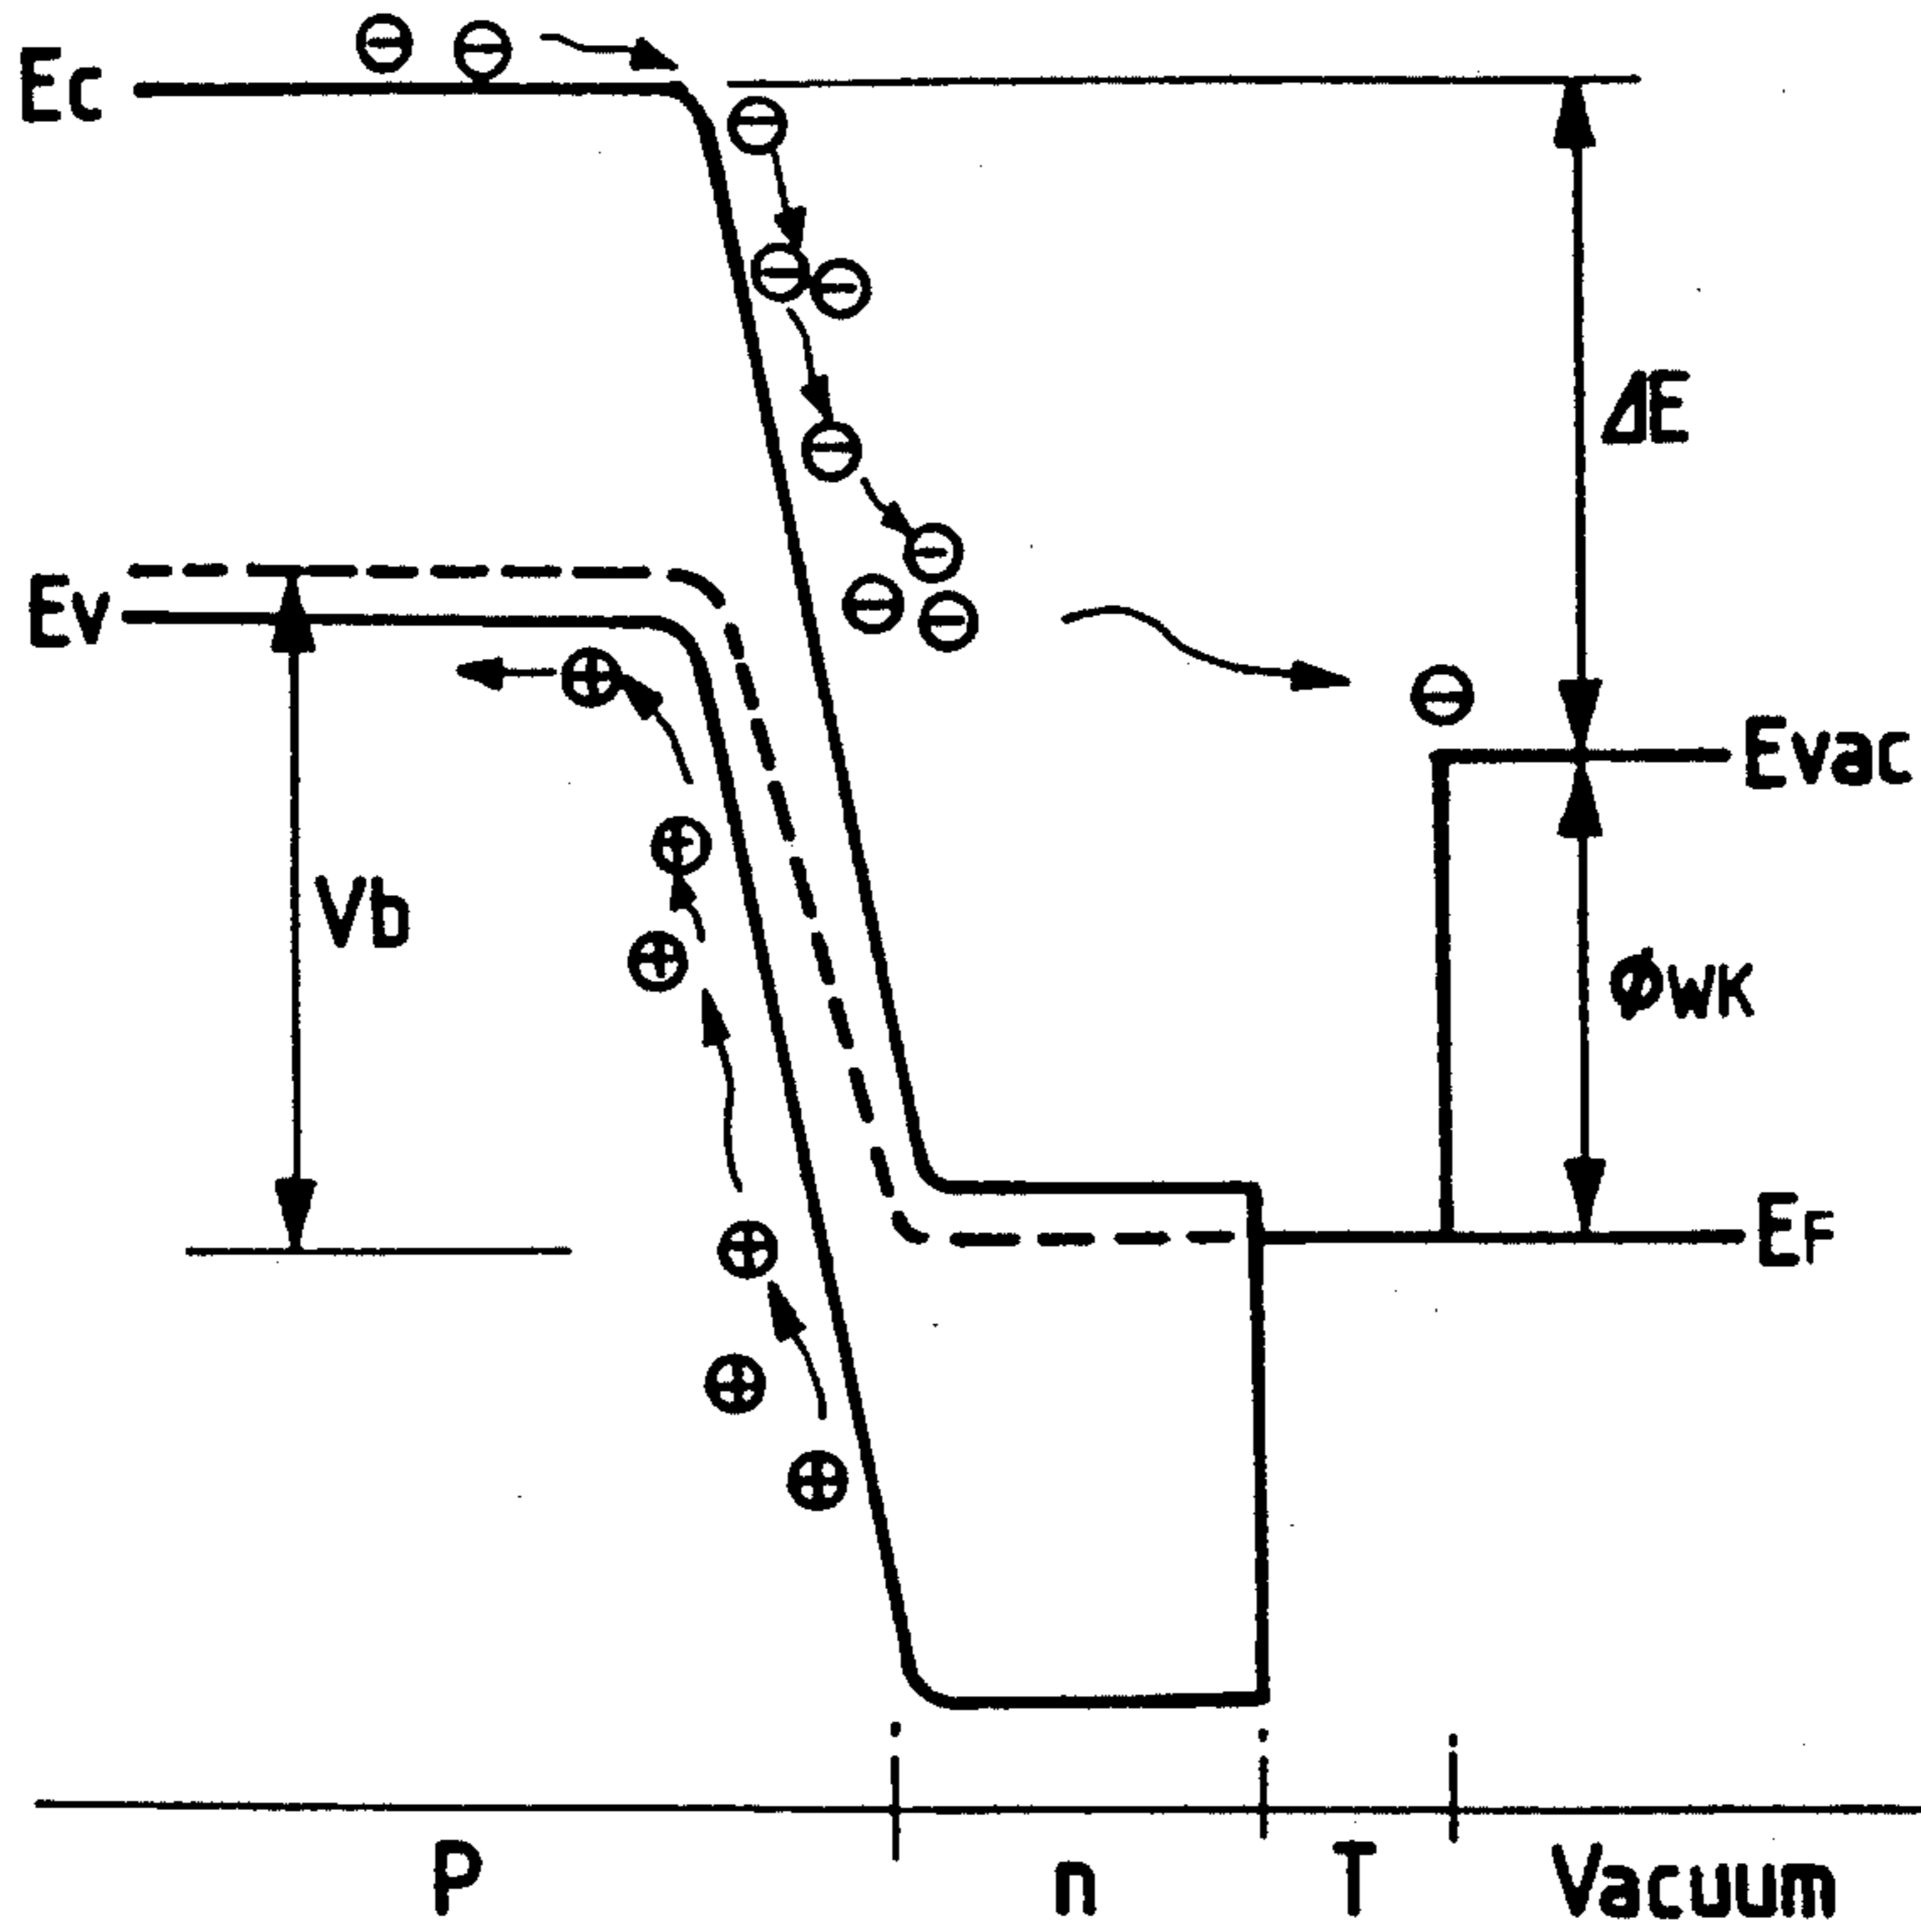 Ec
ΔE
Ev
Evac
Vb
φWK
EF
P n T Vacuum